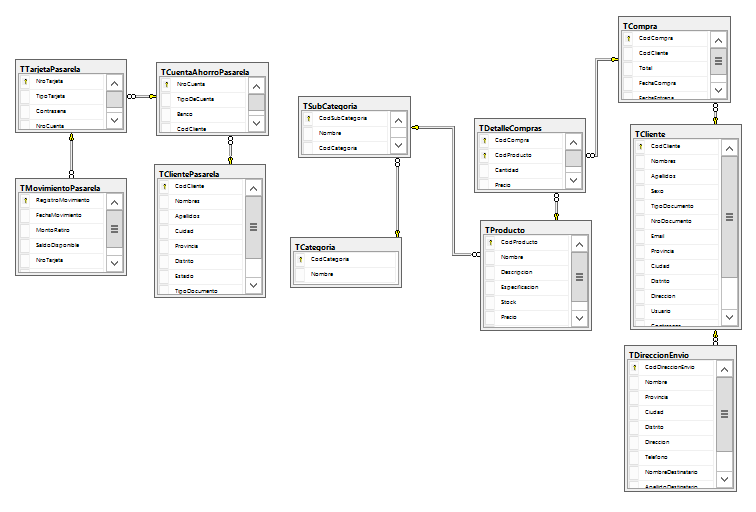 TTarjetaPasarela
NroTarjeta
TipoTarjeta
Contrasena
NroCuenta
TCuentaAhorroPasarela
NroCuenta
TipoDeCuenta
Banco
CodCliente
TMovimientoPasarela
RegistroMovimiento
FechaMovimiento
MontoRetiro
SaldoDisponible
NroTarjeta
TClientePasarela
CodCliente
Nombres
Apellidos
Ciudad
Provincia
Distrito
Estado
TipoDocumento
TSubCategoria
CodSubCategoria
Nombre
CodCategoria
TCategoria
CodCategoria
Nombre
TDetalleCompras
CodCompra
CodProducto
Cantidad
Precio
TProducto
CodProducto
Nombre
Descripcion
Especificacion
Stock
Precio
TCompra
CodCompra
CodCliente
Total
FechaCompra
FechaEntrega
TCliente
CodCliente
Nombres
Apellidos
Sexo
TipoDocumento
NroDocumento
Email
Provincia
Ciudad
Distrito
Direccion
Usuario
TDireccionEnvio
CodDireccionEnvio
Nombre
Provincia
Ciudad
Distrito
Direccion
Telefono
NombreDestinatario
ApellidoDestinatario